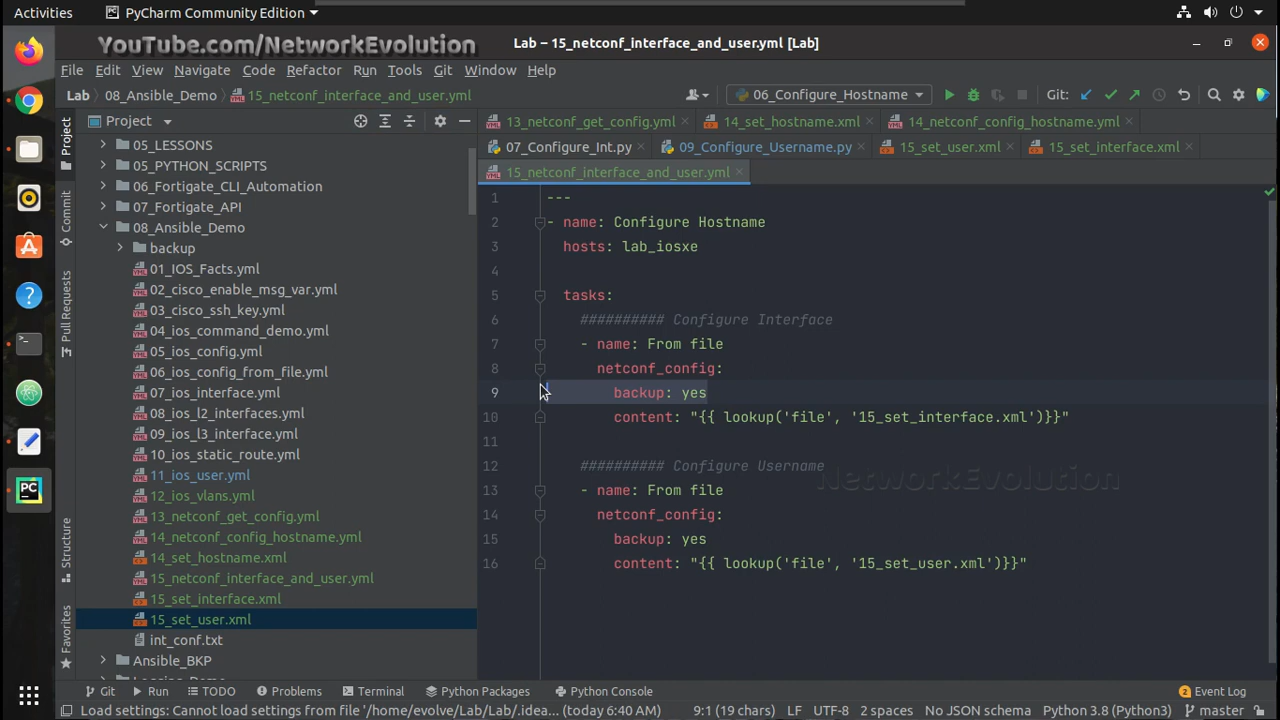 Activities
PyCharm Community Edition
YouTube.com/NetworkEvolution
Lab – 15_netconf_interface_and_user.yml [Lab]
File Edit View Navigate Code Refactor Run Tools Git Window Help
Lab 08_Ansible_Demo 15_netconf_interface_and_user.yml
06_Configure_Hostname
Git:
Project
Commit
Pull Requests
Structure
Favorites
Project
05_LESSONS
05_PYTHON_SCRIPTS
06_Fortigate_CLI_Automation
07_Fortigate_API
08_Ansible_Demo
backup
01_IOS_Facts.yml
02_cisco_enable_msg_var.yml
03_cisco_ssh_key.yml
04_ios_command_demo.yml
05_ios_config.yml
06_ios_config_from_file.yml
07_ios_interface.yml
08_ios_l2_interfaces.yml
09_ios_l3_interface.yml
10_ios_static_route.yml
11_ios_user.yml
12_ios_vlans.yml
13_netconf_get_config.yml
14_netconf_config_hostname.yml
14_set_hostname.xml
15_netconf_interface_and_user.yml
15_set_interface.xml
15_set_user.xml
int_conf.txt
Ansible_BKP
13_netconf_get_config.yml 14_set_hostname.xml 14_netconf_config_hostname.yml
07_Configure_Int.py 09_Configure_Username.py 15_set_user.xml 15_set_interface.xml
15_netconf_interface_and_user.yml
1 ---
2 - name: Configure Hostname
3 hosts: lab_iosxe
4
5 tasks:
6 ########## Configure Interface
7 - name: From file
8 netconf_config:
9 backup: yes
10 content: "{{ lookup('file', '15_set_interface.xml')}}"
11
12 ########## Configure Username
13 - name: From file
14 netconf_config:
15 backup: yes
16 content: "{{ lookup('file', '15_set_user.xml')}}"
NetworkEvolution
Git Run TODO Problems Terminal Python Packages Python Console 2 Event Log
Load settings: Cannot load settings from file '/home/evolve/Lab/Lab/.idea... (today 6:40 AM) 9:1 (19 chars) LF UTF-8 2 spaces No JSON schema Python 3.8 (Python3) master